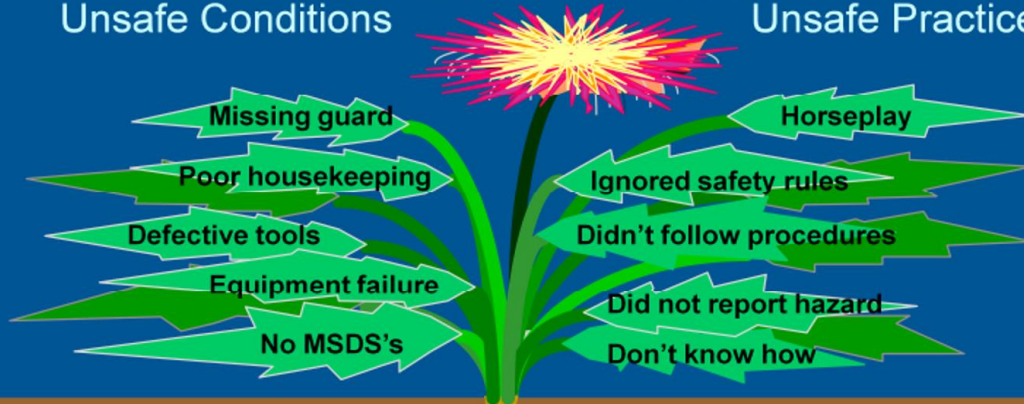 Unsafe Conditions
Unsafe Practice
Missing guard
Poor housekeeping
Defective tools
Equipment failure
No MSDS's
Horseplay
Ignored safety rules
Didn't follow procedures
Did not report hazard
Don't know how